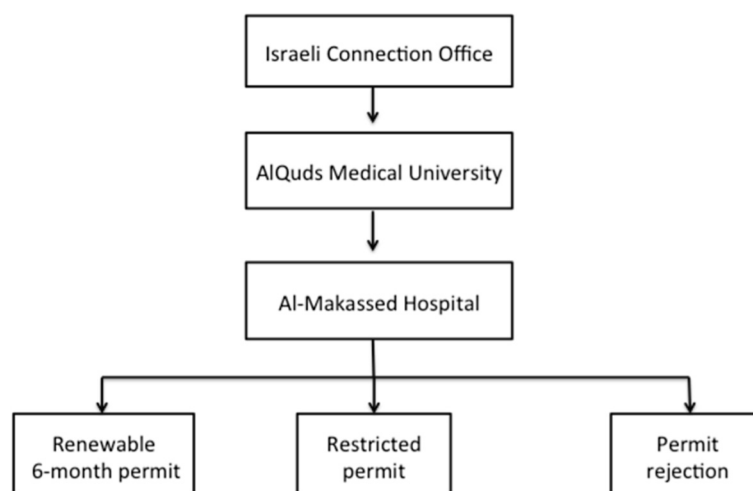 Israeli Connection Office
AlQuds Medical University
Al-Makassed Hospital
Renewable
6-month permit
Restricted
permit
Permit
rejection